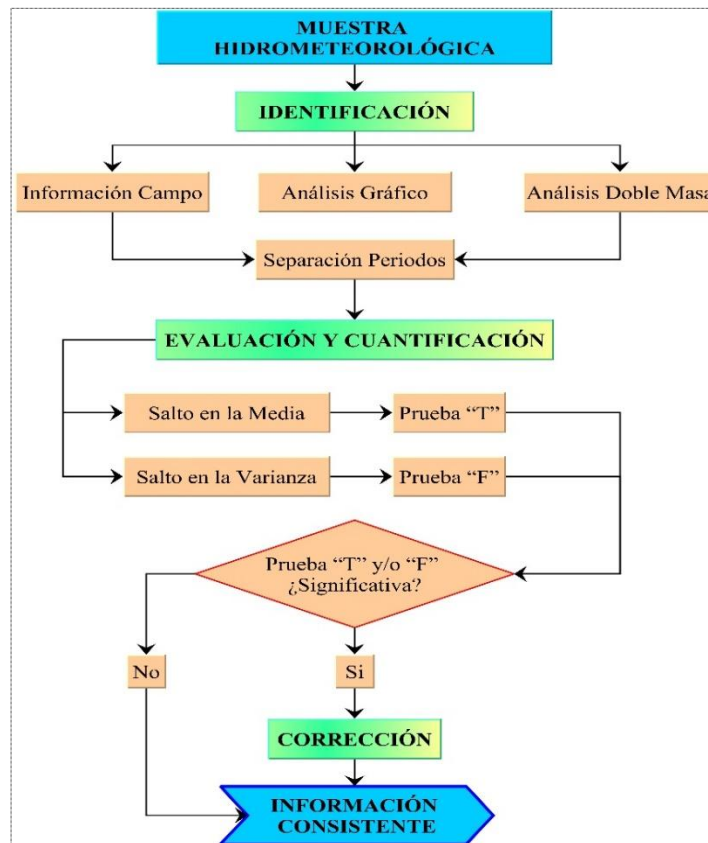 MUESTRA
HIDROMETEOROLÓGICA
IDENTIFICACIÓN
Información Campo
Análisis Gráfico
Análisis Doble Masa
Separación Periodos
EVALUACIÓN Y CUANTIFICACIÓN
Salto en la Media
Prueba “T”
Salto en la Varianza
Prueba “F”
Prueba “T” y/o “F”
¿Significativa?
No
Si
CORRECCIÓN
INFORMACIÓN
CONSISTENTE